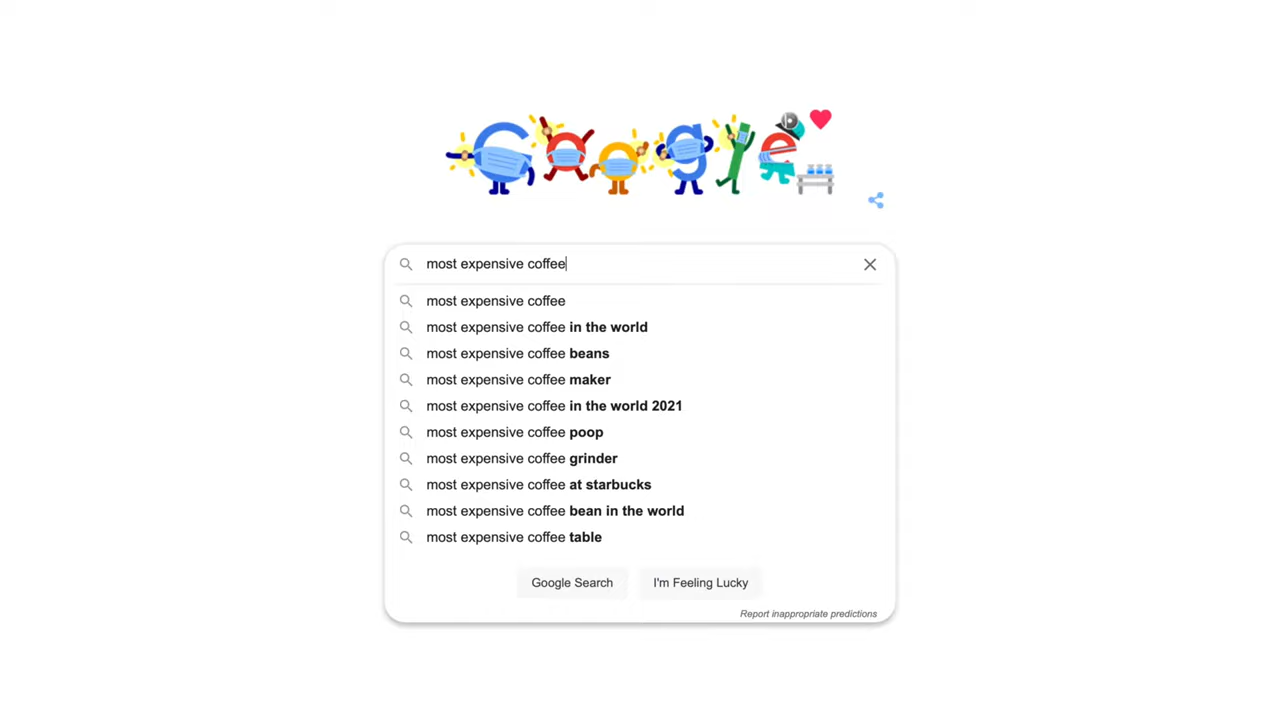 Google
most expensive coffee
most expensive coffee
most expensive coffee in the world
most expensive coffee beans
most expensive coffee maker
most expensive coffee in the world 2021
most expensive coffee poop
most expensive coffee grinder
most expensive coffee at starbucks
most expensive coffee bean in the world
most expensive coffee table
Google Search I'm Feeling Lucky
Report inappropriate predictions